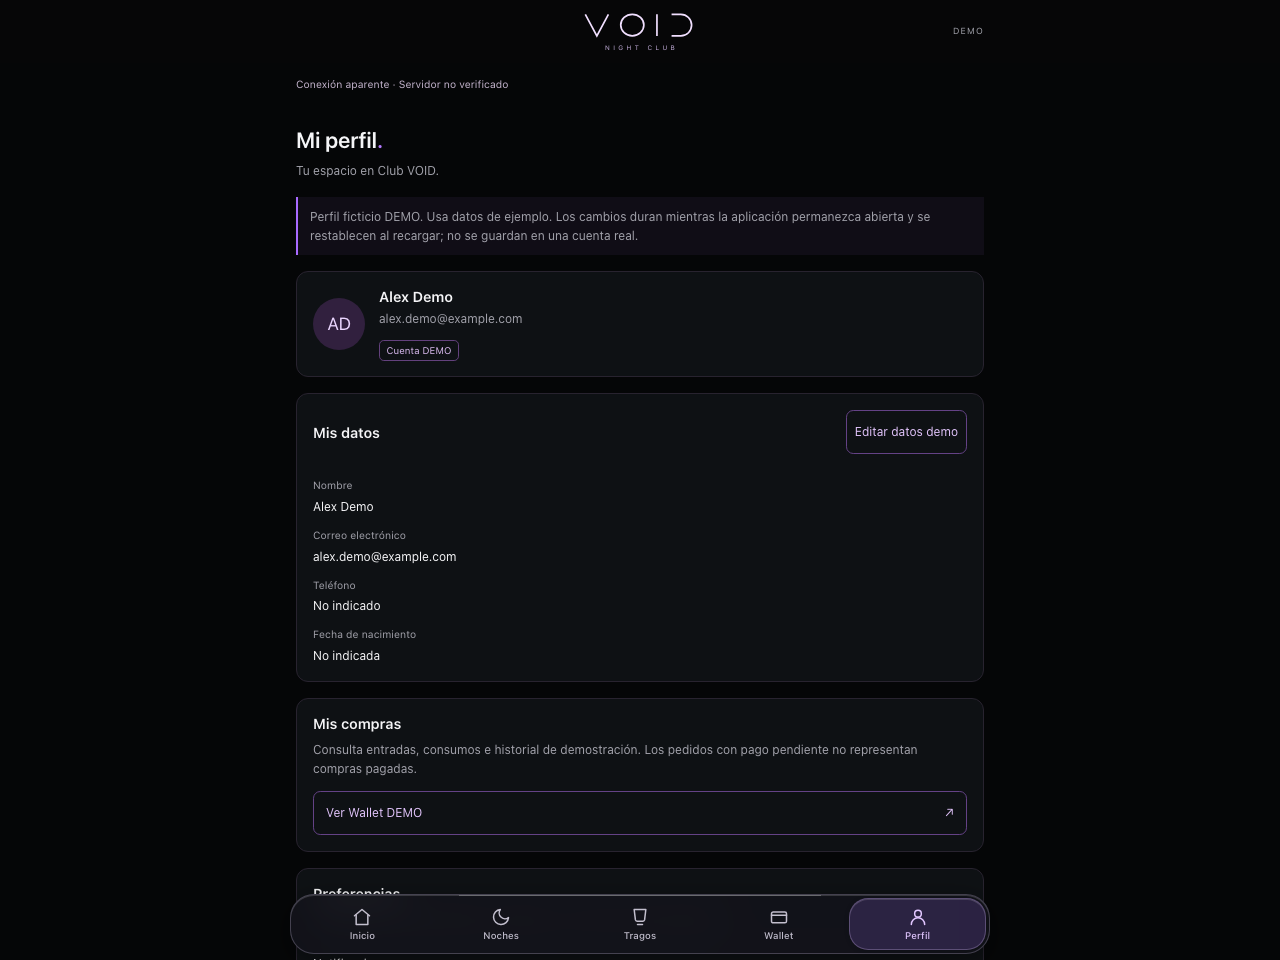 VOID
NIGHT CLUB
DEMO
Conexión aparente · Servidor no verificado
Mi perfil.
Tu espacio en Club VOID.
Perfil ficticio DEMO. Usa datos de ejemplo. Los cambios duran mientras la aplicación permanezca abierta y se
restablecen al recargar; no se guardan en una cuenta real.
AD
Alex Demo
alex.demo@example.com
Cuenta DEMO
Mis datos
Editar datos demo
Nombre
Alex Demo
Correo electrónico
alex.demo@example.com
Teléfono
No indicado
Fecha de nacimiento
No indicada
Mis compras
Consulta entradas, consumos e historial de demostración. Los pedidos con pago pendiente no representan
compras pagadas.
Ver Wallet DEMO
Preferencias
Inicio
Noches
Tragos
Wallet
Perfil